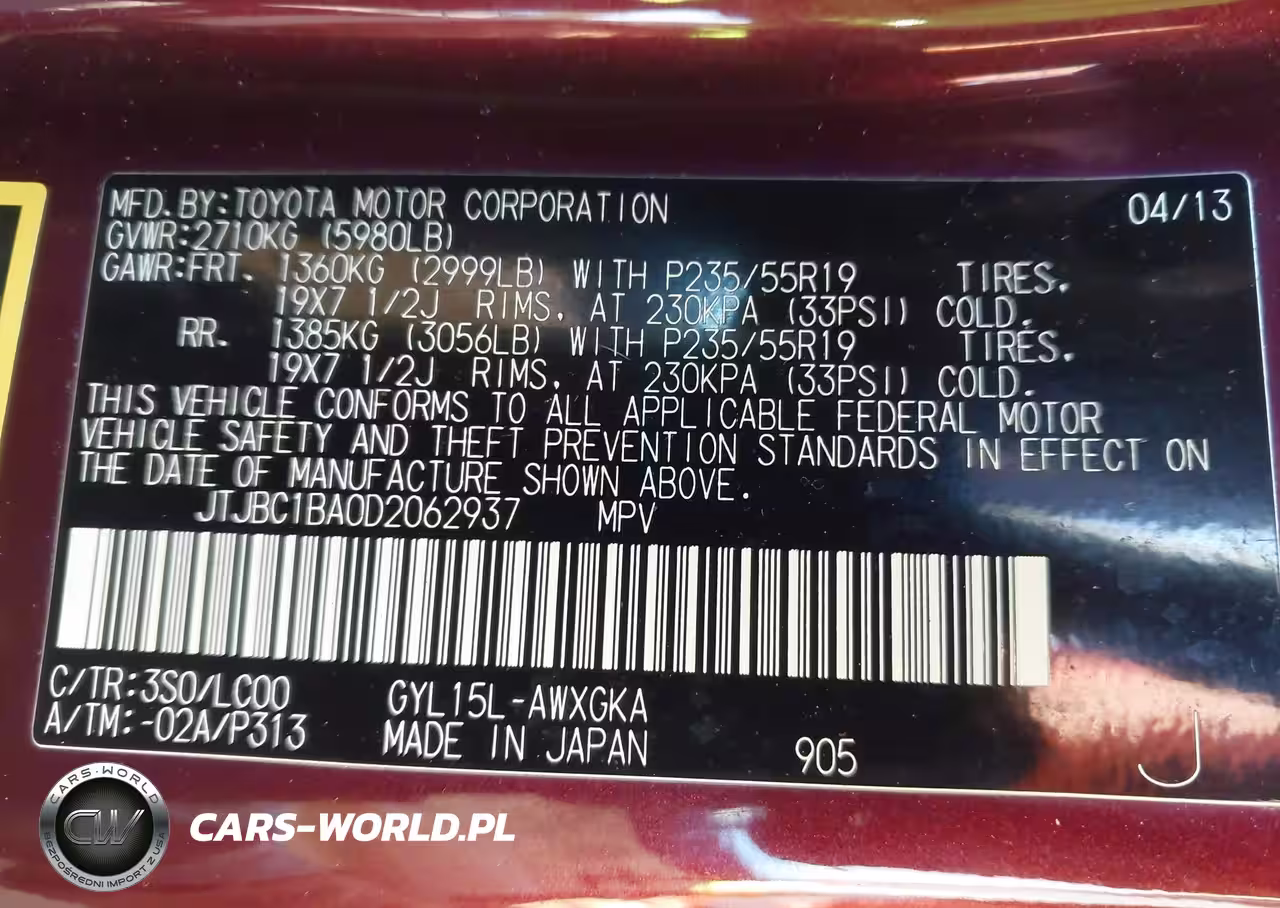 MFD. BY: TOYOTA MOTOR CORPORATION 04/13
GVWR: 2710KG (5980LB)
GAWR: FRT. 1360KG (2999LB) WITH P235/55R19 TIRES.
19X7 1/2J RIMS. AT 230KPA (33PSI) COLD.
RR. 1385KG (3056LB) WITH P235/55R19 TIRES.
19X7 1/2J RIMS. AT 230KPA (33PSI) COLD.
THIS VEHICLE CONFORMS TO ALL APPLICABLE FEDERAL MOTOR
VEHICLE SAFETY AND THEFT PREVENTION STANDARDS IN EFFECT ON
THE DATE OF MANUFACTURE SHOWN ABOVE.
JTJBC1BA0D2062937 MPV
C/TR: 3S0/LC00 GYL15L-AWXGKA
A/TM: -02A/P313 MADE IN JAPAN 905 J
CARS-WORLD
CW
BEZPOŚREDNI IMPORT Z USA
CARS-WORLD.PL